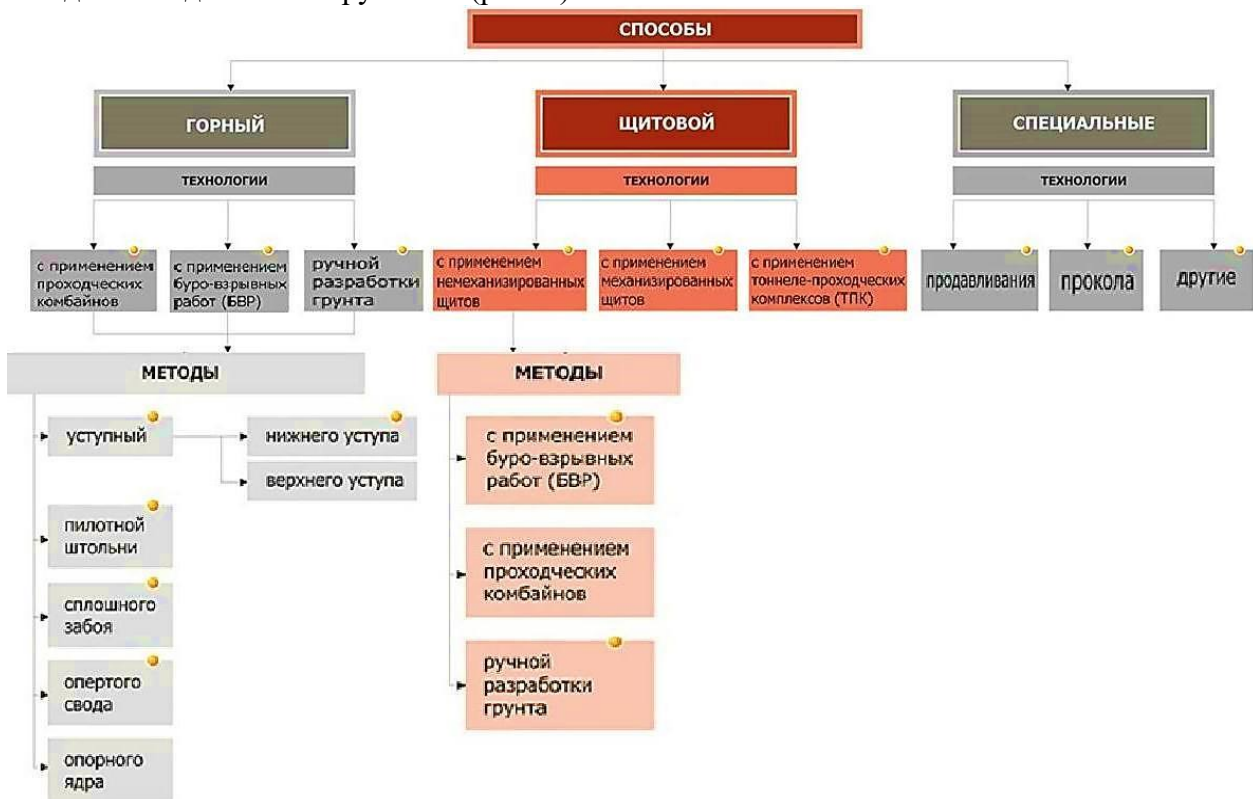 СПОСОБЫ
ГОРНЫЙ
ЩИТОВОЙ
СПЕЦИАЛЬНЫЕ
ТЕХНОЛОГИИ
ТЕХНОЛОГИИ
ТЕХНОЛОГИИ
с применением
проходческих
комбайнов
с применением
буро-взрывных
работ (БВР)
ручной
разработки
грунта
с применением
немеханизированных
щитов
с применением
механизированных
щитов
с применением
тоннеле-проходческих
комплексов (ТПК)
продавливания
прокола
другие
МЕТОДЫ
уступный
нижнего уступа
верхнего уступа
пилотной
штольни
сплошного
забоя
опертого
свода
опорного
ядра
МЕТОДЫ
с применением
буро-взрывных
работ (БВР)
с применением
проходческих
комбайнов
ручной
разработки
грунта